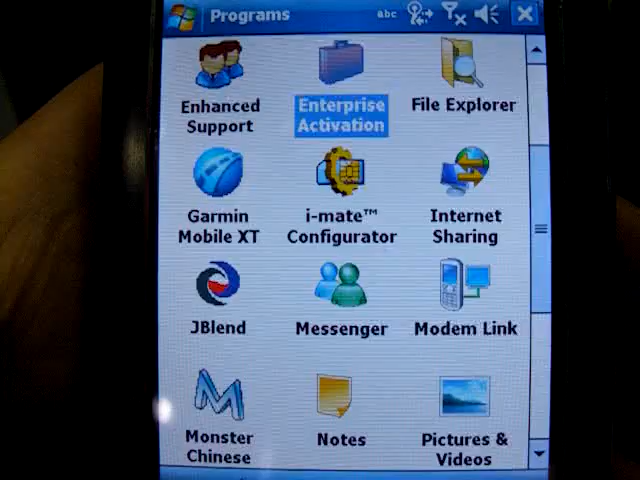 Programs
abc
Enhanced
Support
Enterprise
Activation
File Explorer
Garmin
Mobile XT
i-mate™
Configurator
Internet
Sharing
JBlend
Messenger
Modem Link
Monster
Chinese
Notes
Pictures &
Videos